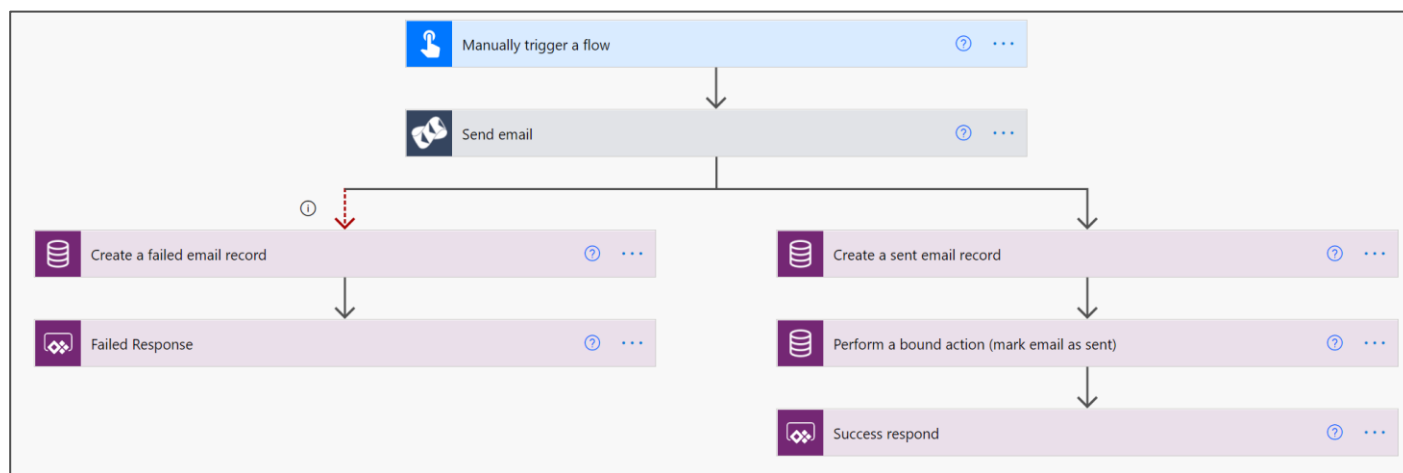 Manually trigger a flow
Send email
Create a failed email record
Failed Response
Create a sent email record
Perform a bound action (mark email as sent)
Success respond